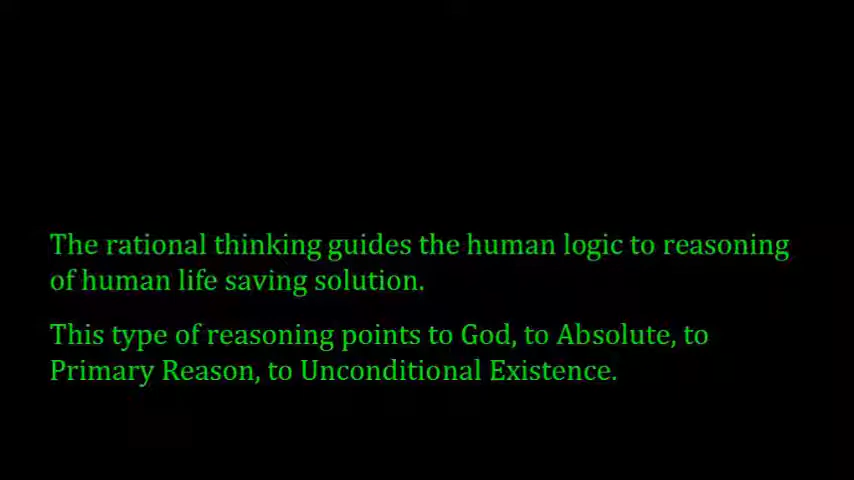 The rational thinking guides the human logic to reasoning
of human life saving solution.
This type of reasoning points to God, to Absolute, to
Primary Reason, to Unconditional Existence.